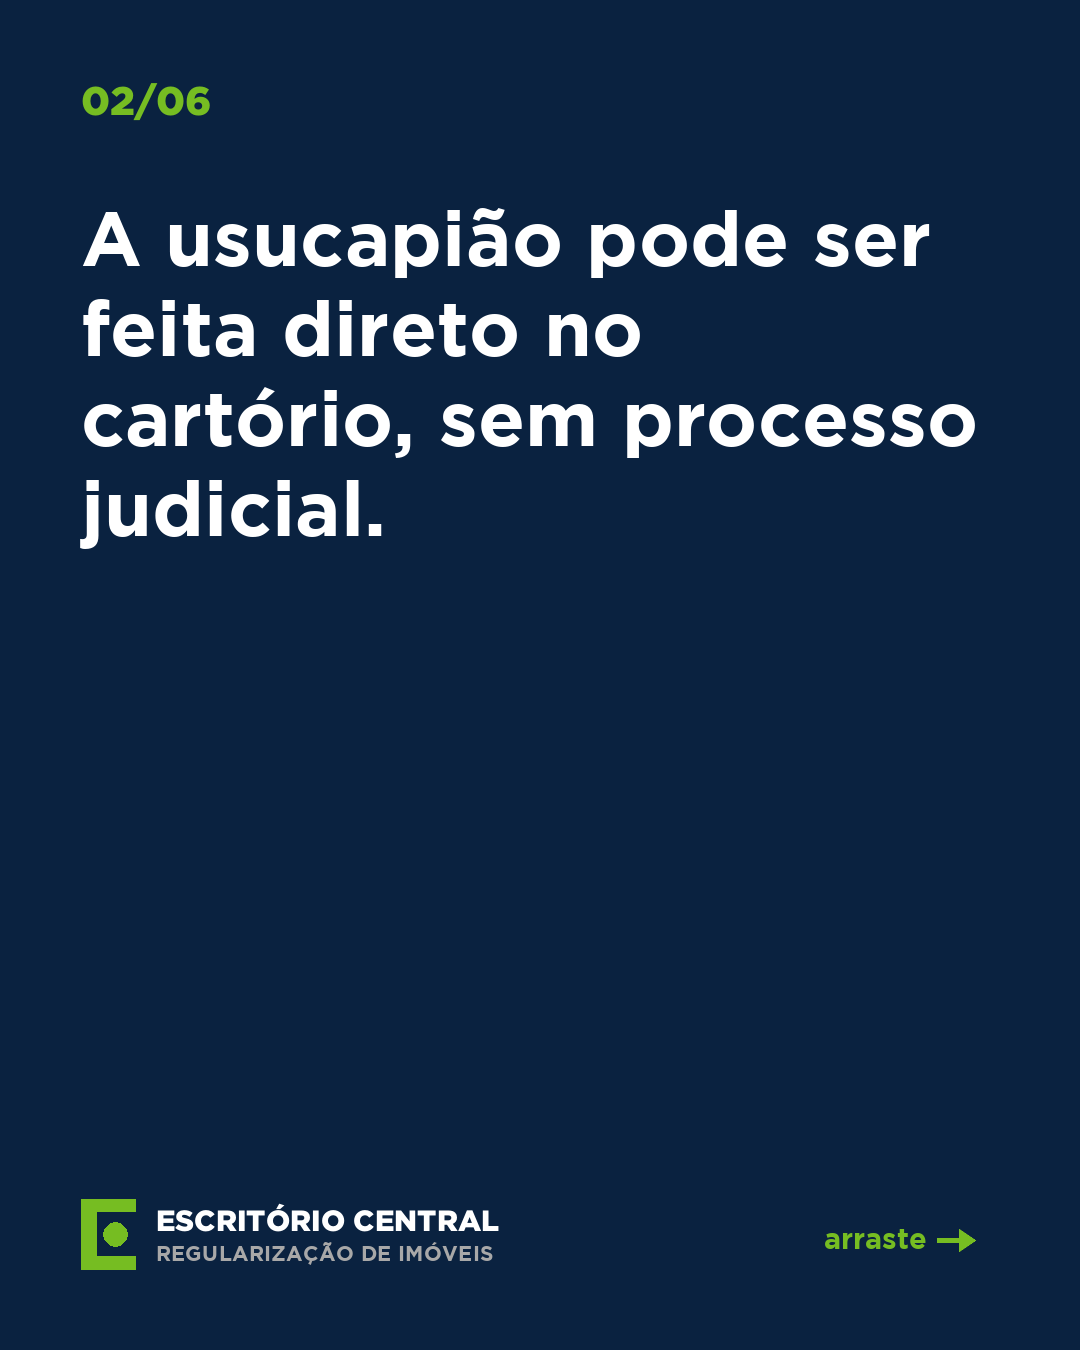 02/06
A usucapião pode ser
feita direto no
cartório, sem processo
judicial.
ESCRITÓRIO CENTRAL
REGULARIZAÇÃO DE IMÓVEIS
arraste